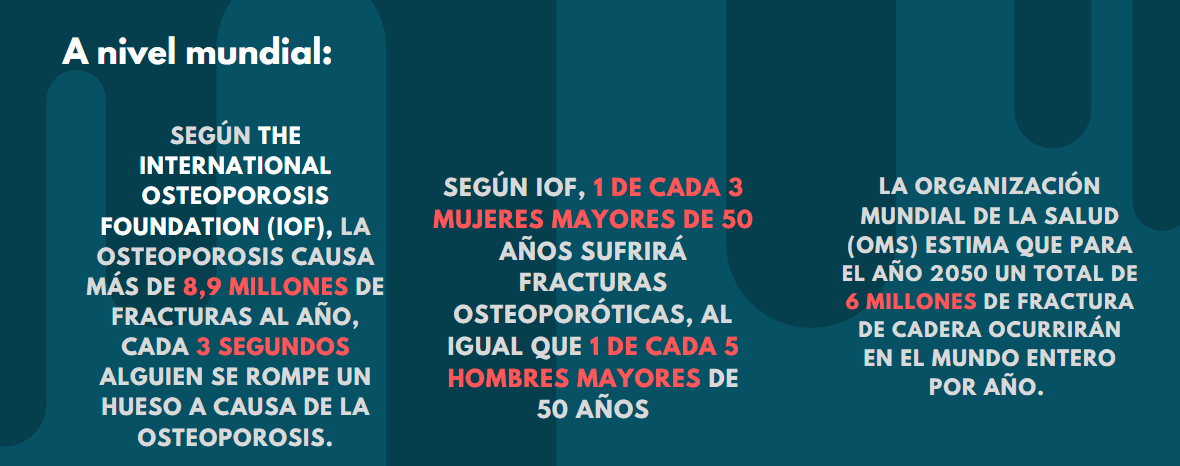 A nivel mundial:
SEGÚN THE
INTERNATIONAL
OSTEOPOROSIS
FOUNDATION (IOF), LA
OSTEOPOROSIS CAUSA
MÁS DE 8,9 MILLONES DE
FRACTURAS AL AÑO,
CADA 3 SEGUNDOS
ALGUIEN SE ROMPE UN
HUESO A CAUSA DE LA
OSTEOPOROSIS.
SEGÚN IOF, 1 DE CADA 3
MUJERES MAYORES DE 50
AÑOS SUFRIRÁ
FRACTURAS
OSTEOPORÓTICAS, AL
IGUAL QUE 1 DE CADA 5
HOMBRES MAYORES DE
50 AÑOS
LA ORGANIZACIÓN
MUNDIAL DE LA SALUD
(OMS) ESTIMA QUE PARA
EL AÑO 2050 UN TOTAL DE
6 MILLONES DE FRACTURA
DE CADERA OCURRIRÁN
EN EL MUNDO ENTERO
POR AÑO.